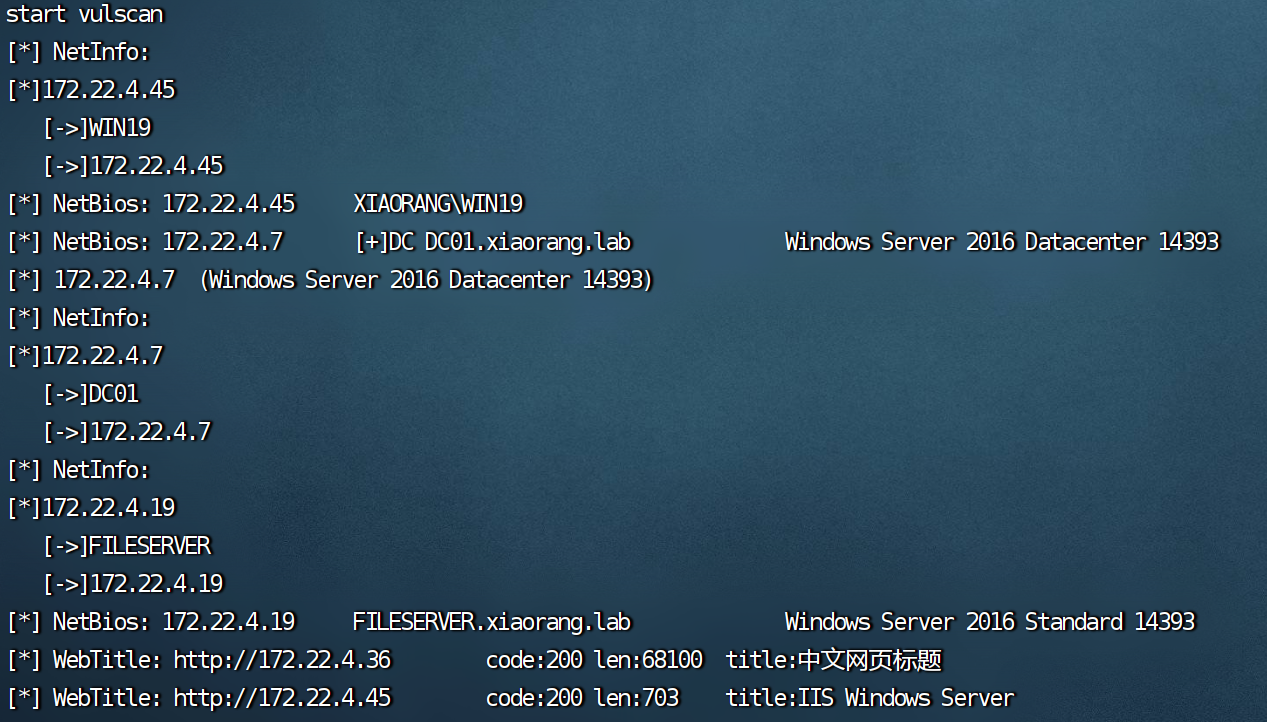 start vulscan
[*] NetInfo:
[*]172.22.4.45
   [->]WIN19
   [->]172.22.4.45
[*] NetBios: 172.22.4.45     XIAORANG\WIN19
[*] NetBios: 172.22.4.7      [+]DC DC01.xiaorang.lab             Windows Server 2016 Datacenter 14393
[*] 172.22.4.7  (Windows Server 2016 Datacenter 14393)
[*] NetInfo:
[*]172.22.4.7
   [->]DC01
   [->]172.22.4.7
[*] NetInfo:
[*]172.22.4.19
   [->]FILESERVER
   [->]172.22.4.19
[*] NetBios: 172.22.4.19     FILESERVER.xiaorang.lab             Windows Server 2016 Standard 14393
[*] WebTitle: http://172.22.4.36        code:200 len:68100  title:中文网页标题
[*] WebTitle: http://172.22.4.45        code:200 len:703    title:IIS Windows Server